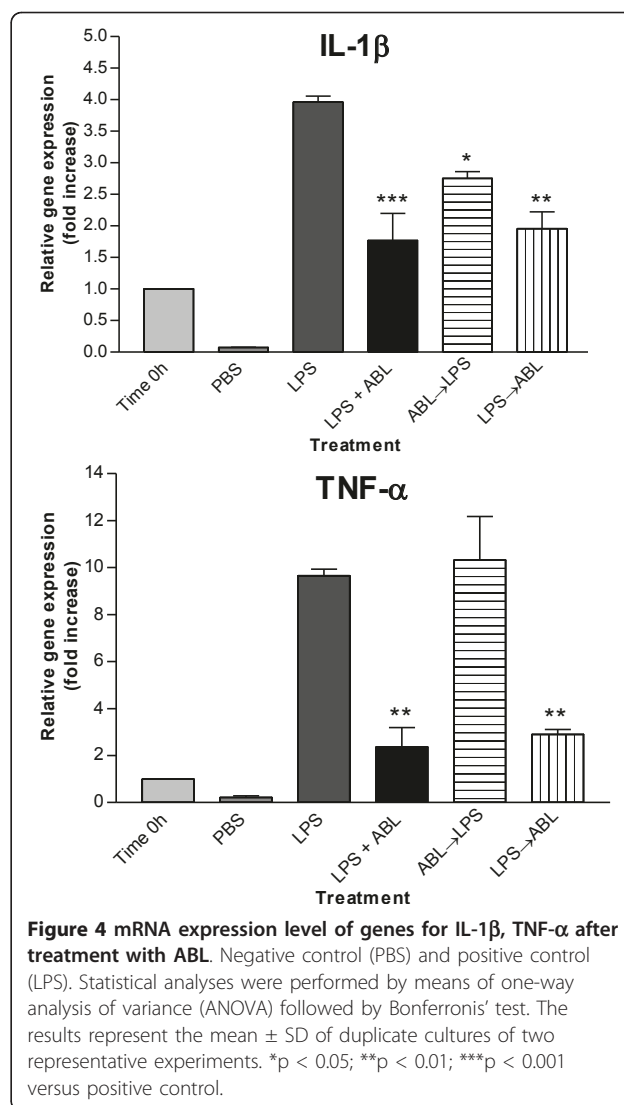 IL-1β
5.0
4.5
4.0
3.5
3.0
2.5
2.0
1.5
1.0
0.5
0.0
Relative gene expression
(fold increase)
***
*
**
Time 0h
PBS
LPS
LPS + ABL
ABL→LPS
LPS→ABL
Treatment
TNF-α
14
12
10
8
6
4
2
0
Relative gene expression
(fold increase)
**
**
Time 0h
PBS
LPS
LPS + ABL
ABL→LPS
LPS→ABL
Treatment
Figure 4 mRNA expression level of genes for IL-1β, TNF-α after
treatment with ABL. Negative control (PBS) and positive control
(LPS). Statistical analyses were performed by means of one-way
analysis of variance (ANOVA) followed by Bonferronis' test. The
results represent the mean ± SD of duplicate cultures of two
representative experiments. *p < 0.05; **p < 0.01; ***p < 0.001
versus positive control.